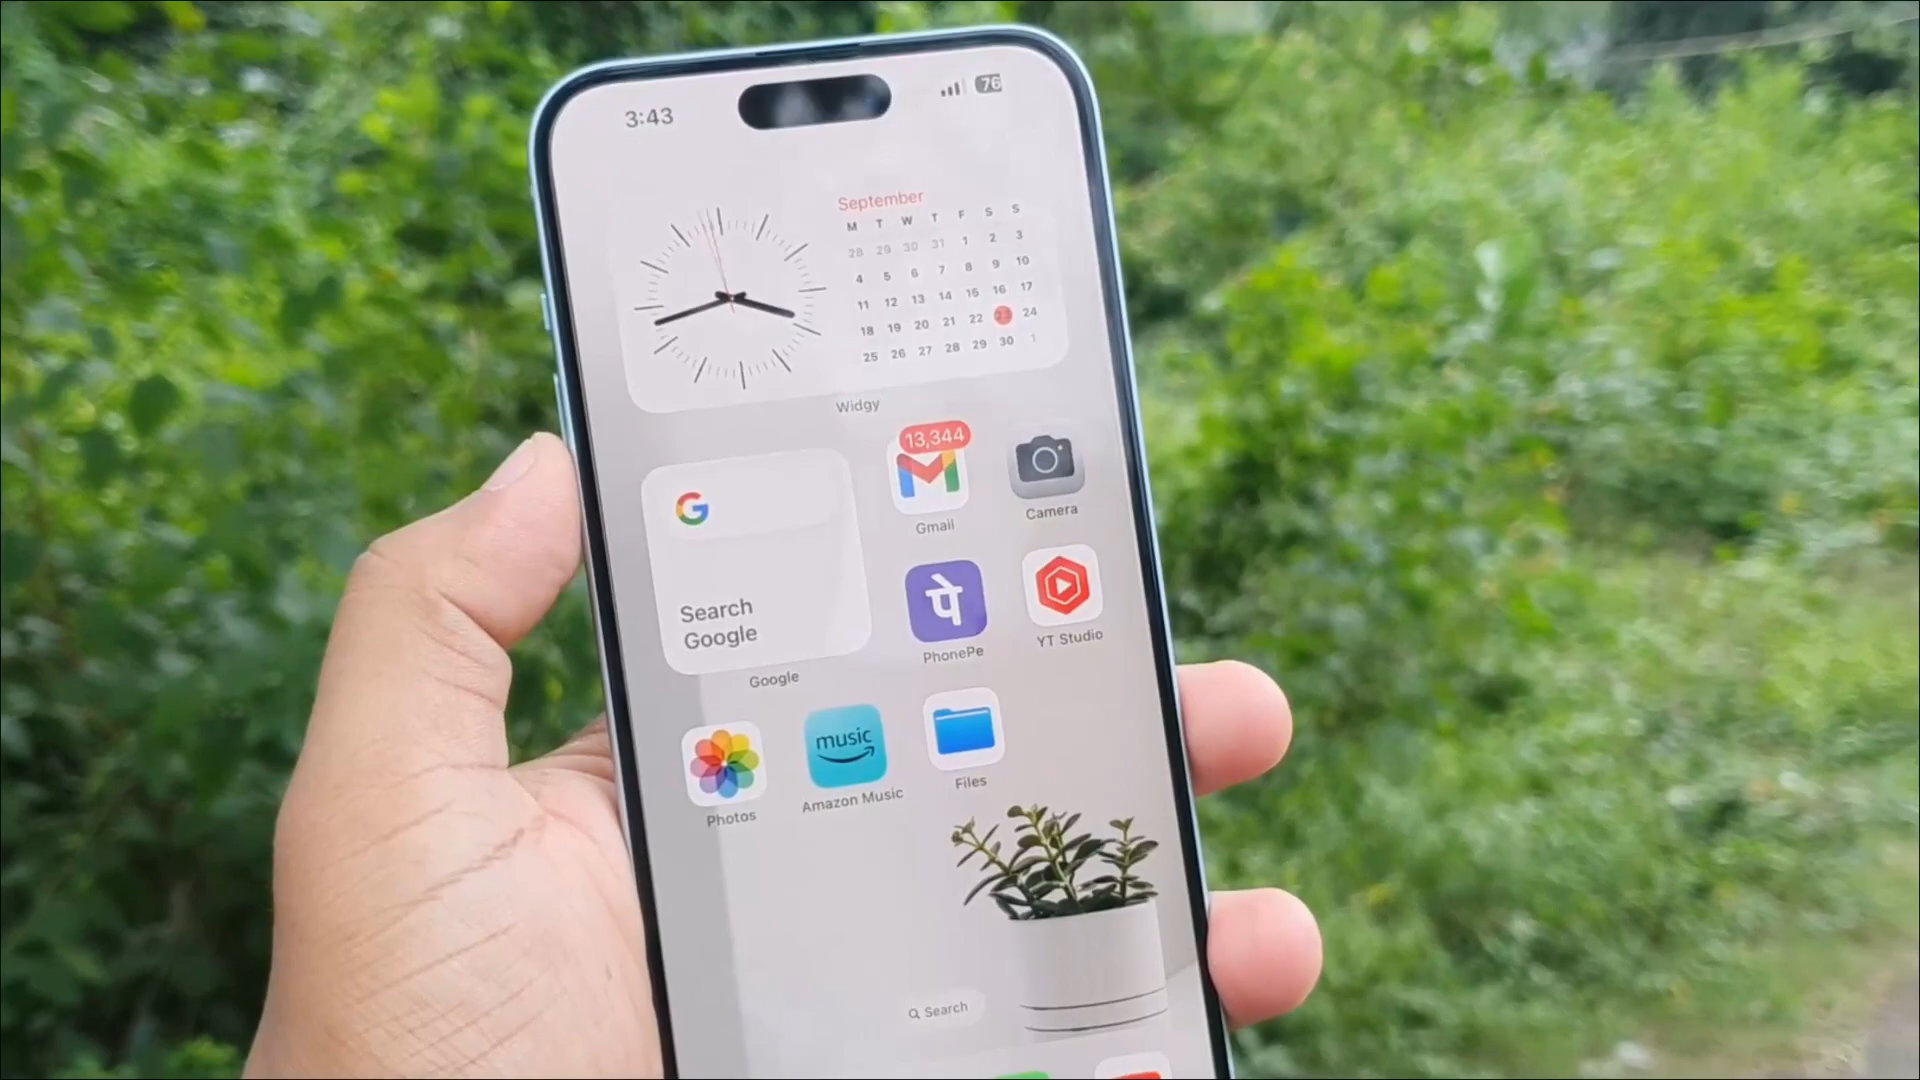 3:43
76
September
M T W T F S S
28 29 30 31 1 2 3
4 5 6 7 8 9 10
11 12 13 14 15 16 17
18 19 20 21 22 23 24
25 26 27 28 29 30 1
Widgy
G
Search
Google
Google
13,344
Gmail
Camera
पे
PhonePe
YT Studio
Photos
music
Amazon Music
Files
Search